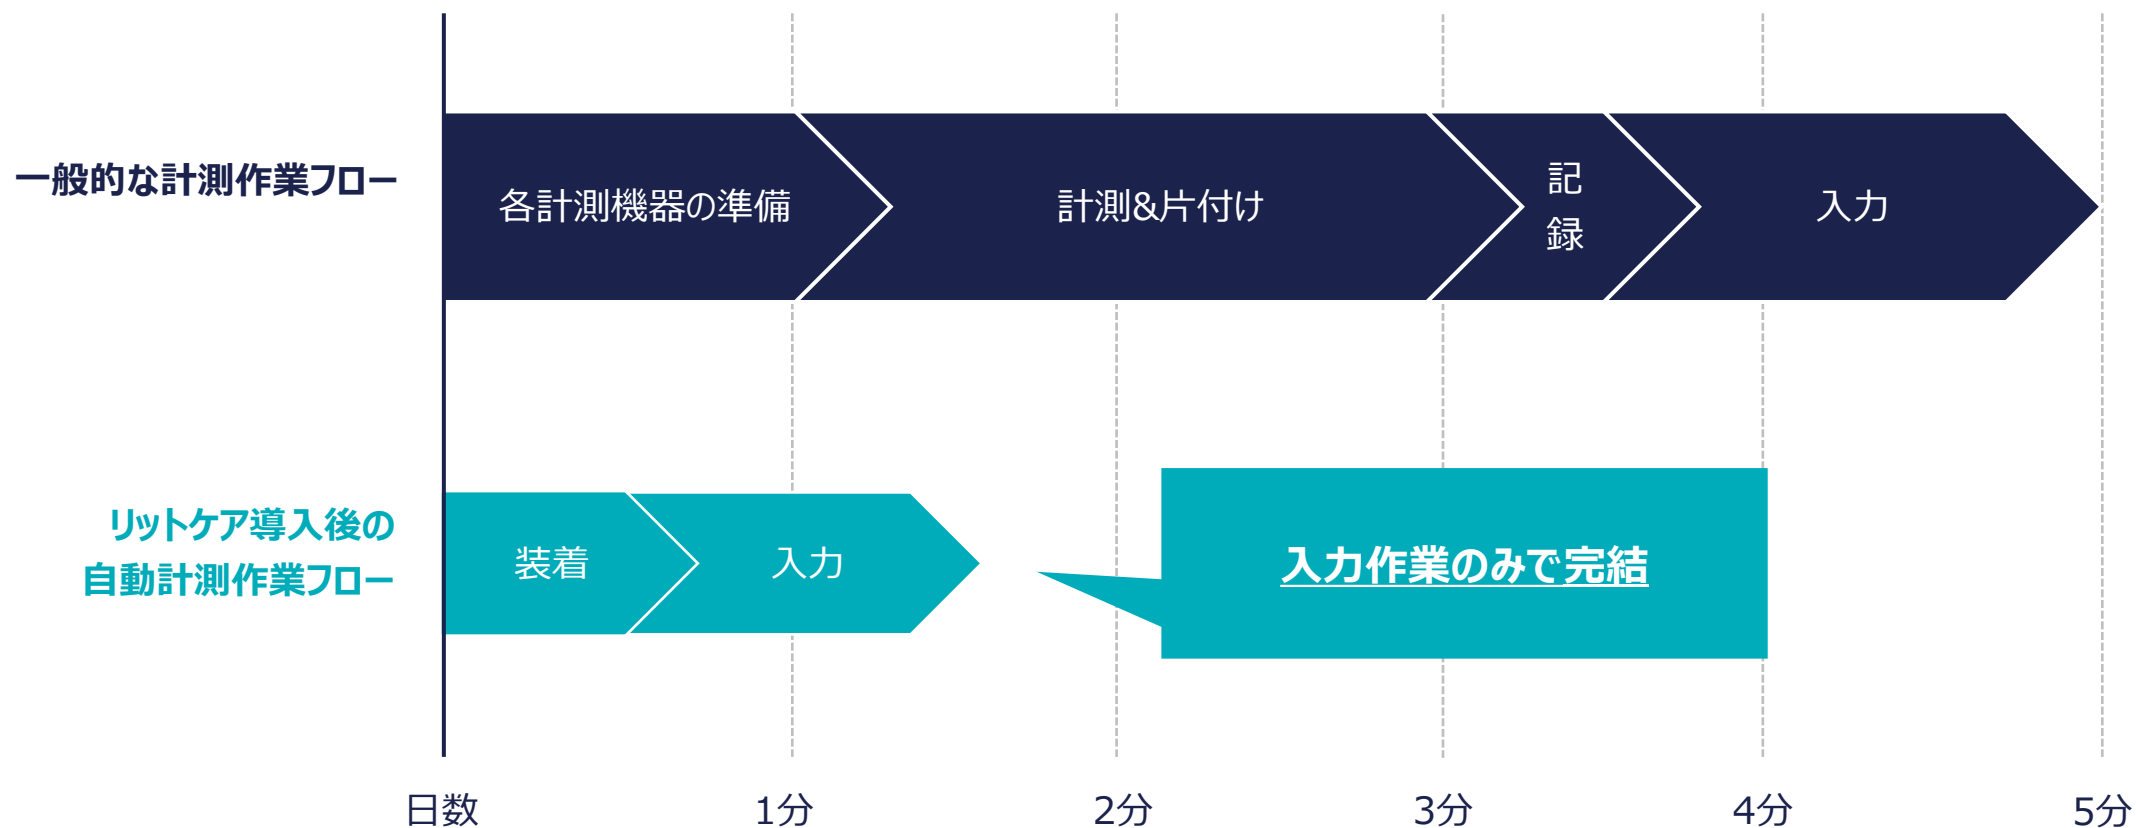 一般的な計測作業フロー
各計測機器の準備
計測&片付け
記
録
入力
リットケア導入後の
自動計測作業フロー
装着
入力
入力作業のみで完結
日数
1分
2分
3分
4分
5分